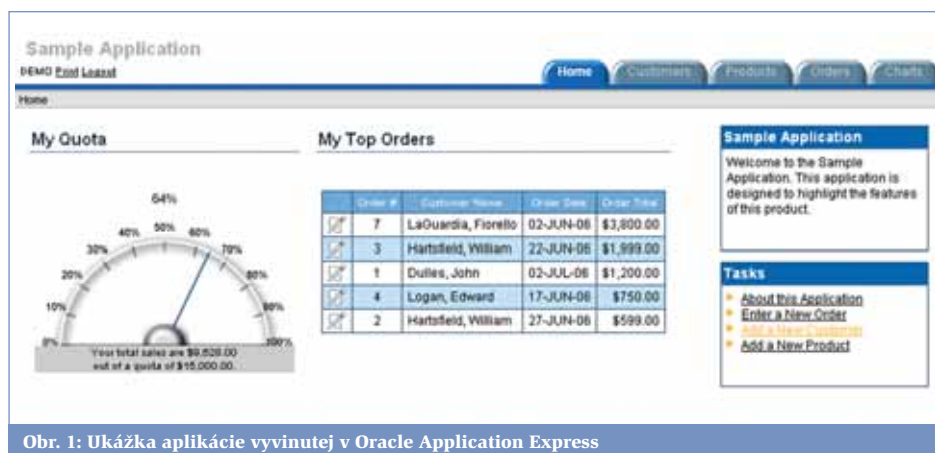 Sample Application
DEMO Print Logout
Home Customers Products Orders Charts
Home
My Quota
64%
0% 10% 20% 30% 40% 50% 60% 70% 80% 90% 100%
Your total sales are $9,528.00
out of a quota of $15,000.00.
My Top Orders
Order # Customer Name Order Date Order Total
7 LaGuardia, Fiorello 02-JUN-06 $3,800.00
3 Hartsfield, William 22-JUN-06 $1,999.00
1 Dulles, John 02-JUL-06 $1,200.00
4 Logan, Edward 17-JUN-06 $750.00
2 Hartsfield, William 27-JUN-06 $599.00
Sample Application
Welcome to the Sample
Application. This application is
designed to highlight the features
of this product.
Tasks
About this Application
Enter a New Order
Add a New Customer
Add a New Product
Obr. 1: Ukážka aplikácie vyvinutej v Oracle Application Express